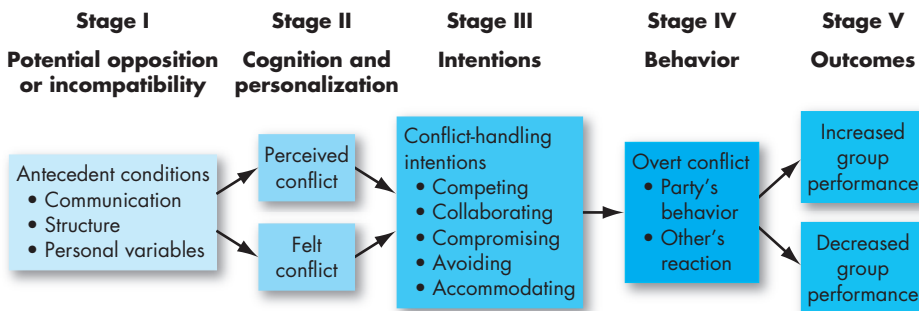 Stage I
Potential opposition
or incompatibility
Stage II
Cognition and
personalization
Stage III
Intentions
Stage IV
Behavior
Stage V
Outcomes
Antecedent conditions
• Communication
• Structure
• Personal variables
Perceived
conflict
Felt
conflict
Conflict-handling
intentions
• Competing
• Collaborating
• Compromising
• Avoiding
• Accommodating
Overt conflict
• Party's
behavior
• Other's
reaction
Increased
group
performance
Decreased
group
performance